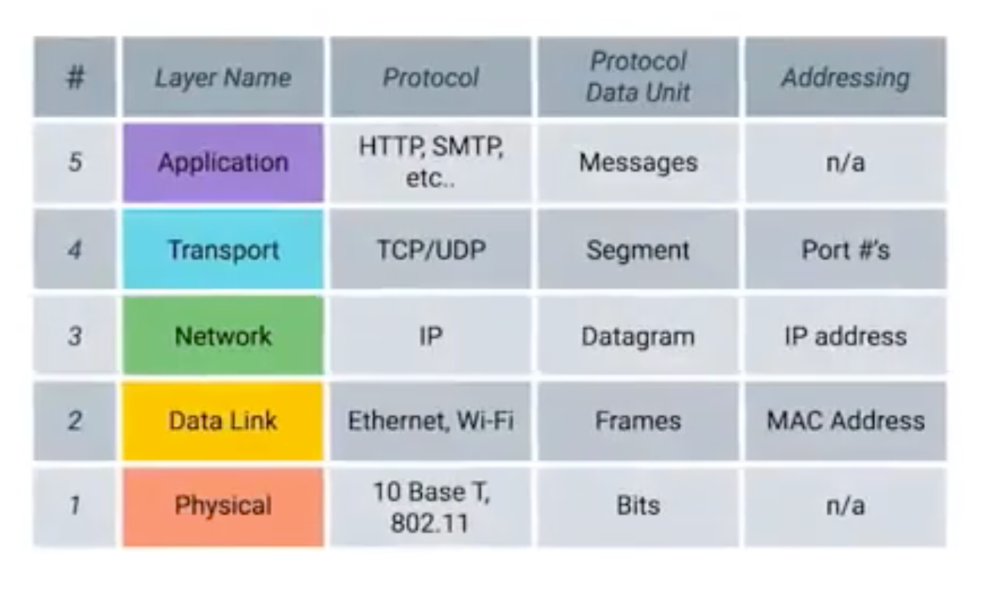 # Layer Name Protocol Protocol Data Unit Addressing
5 Application HTTP, SMTP, etc.. Messages n/a
4 Transport TCP/UDP Segment Port #'s
3 Network IP Datagram IP address
2 Data Link Ethernet, Wi-Fi Frames MAC Address
1 Physical 10 Base T, 802.11 Bits n/a